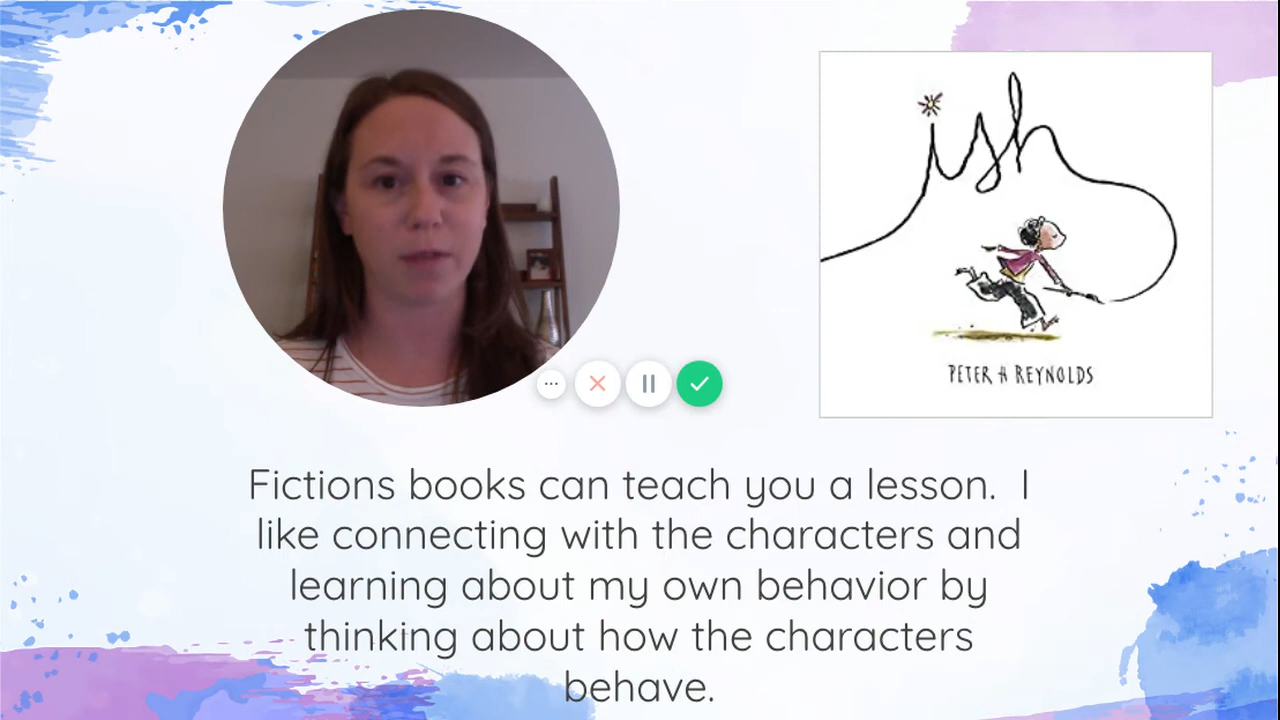 ish
PETER H REYNOLDS
Fictions books can teach you a lesson.  I
like connecting with the characters and
learning about my own behavior by
thinking about how the characters
behave.